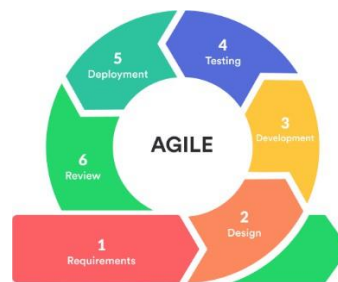 AGILE
1
Requirements
2
Design
3
Development
4
Testing
5
Deployment
6
Review